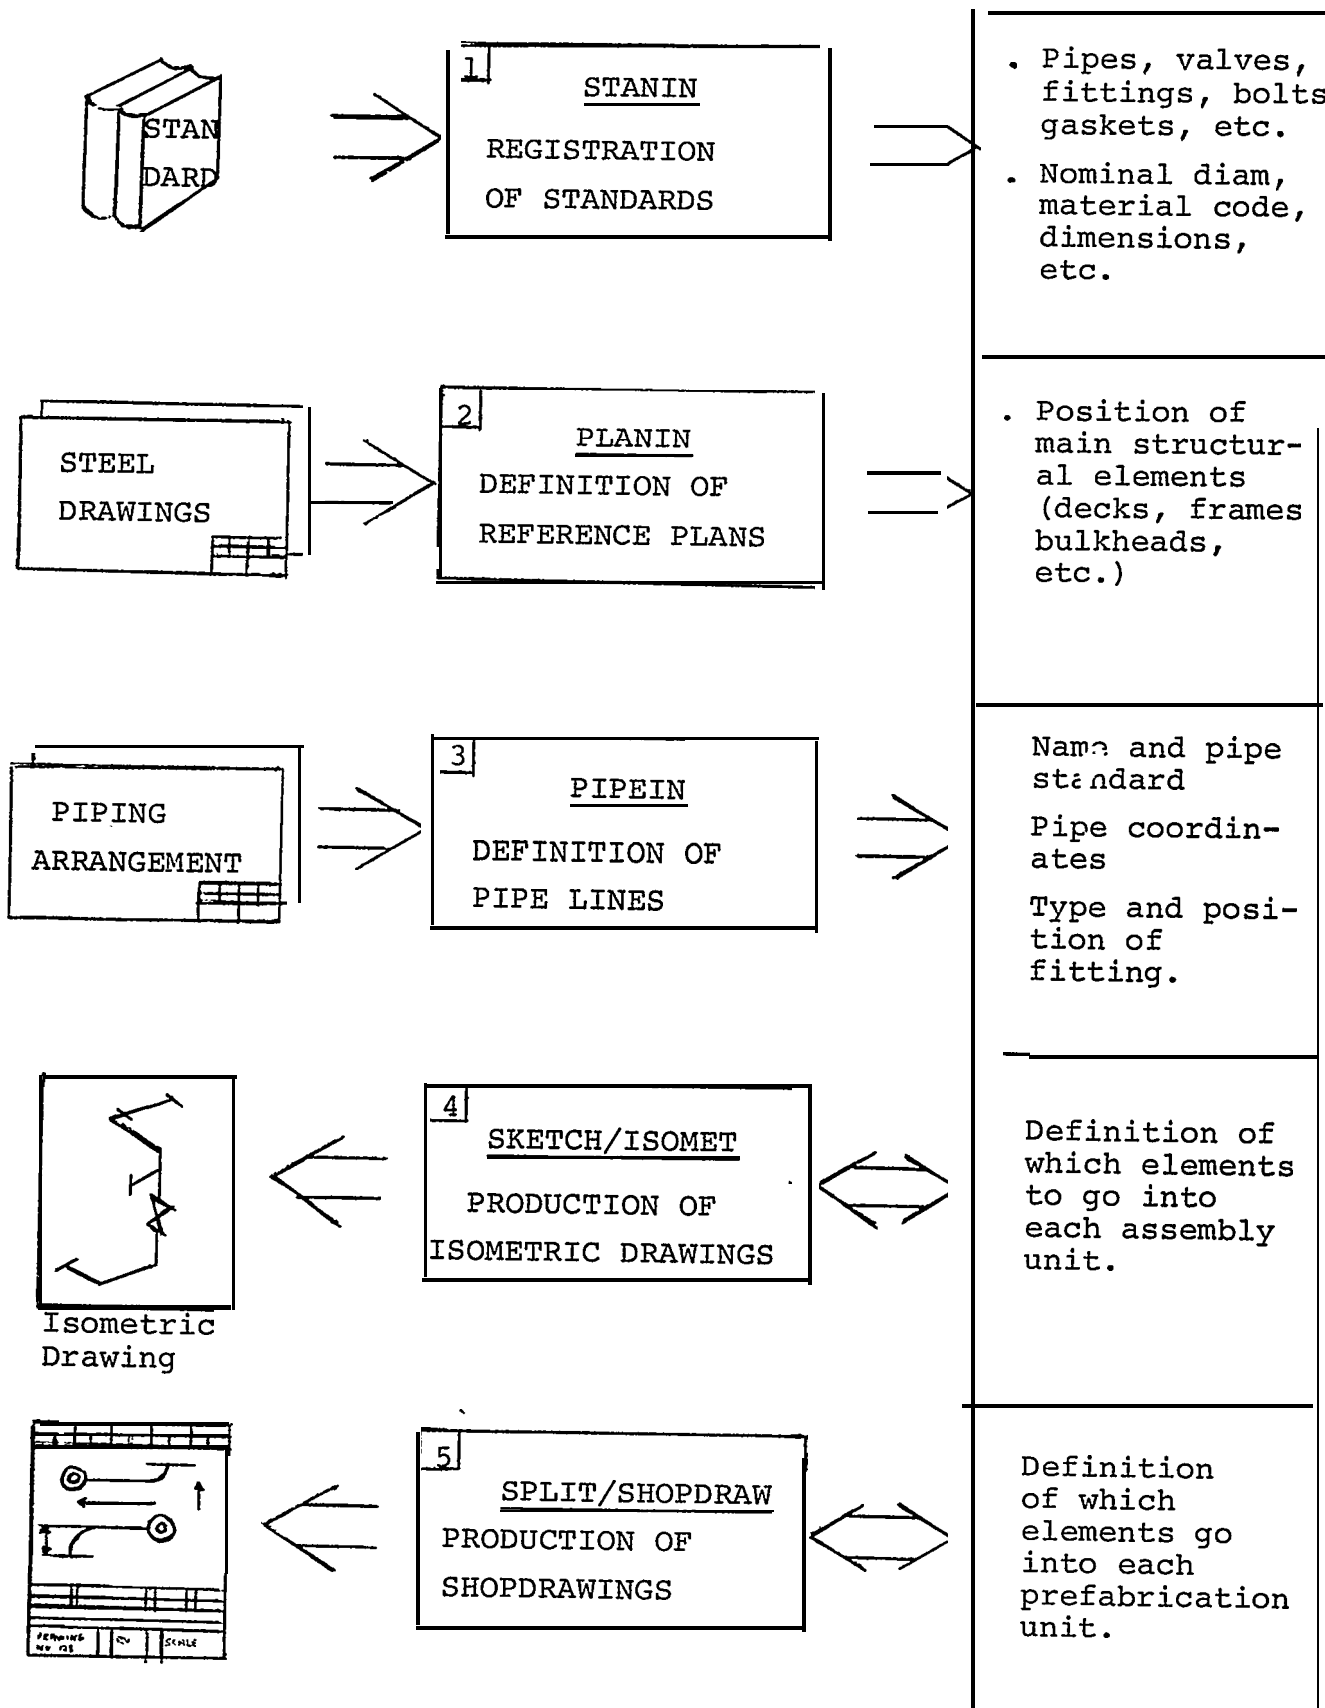 STAN
DARD
1
STANIN
REGISTRATION
OF STANDARDS
. Pipes, valves,
fittings, bolts
gaskets, etc.
. Nominal diam,
material code,
dimensions,
etc.
STEEL
DRAWINGS
2
PLANIN
DEFINITION OF
REFERENCE PLANS
. Position of
main structur-
al elements
(decks, frames
bulkheads,
etc.)
PIPING
ARRANGEMENT
3
PIPEIN
DEFINITION OF
PIPE LINES
Name and pipe
standard
Pipe coordin-
ates
Type and posi-
tion of
fitting.
Isometric
Drawing
4
SKETCH/ISOMET
PRODUCTION OF
ISOMETRIC DRAWINGS
Definition of
which elements
to go into
each assembly
unit.
SCALE
5
SPLIT/SHOPDRAW
PRODUCTION OF
SHOPDRAWINGS
Definition
of which
elements go
into each
prefabrication
unit.